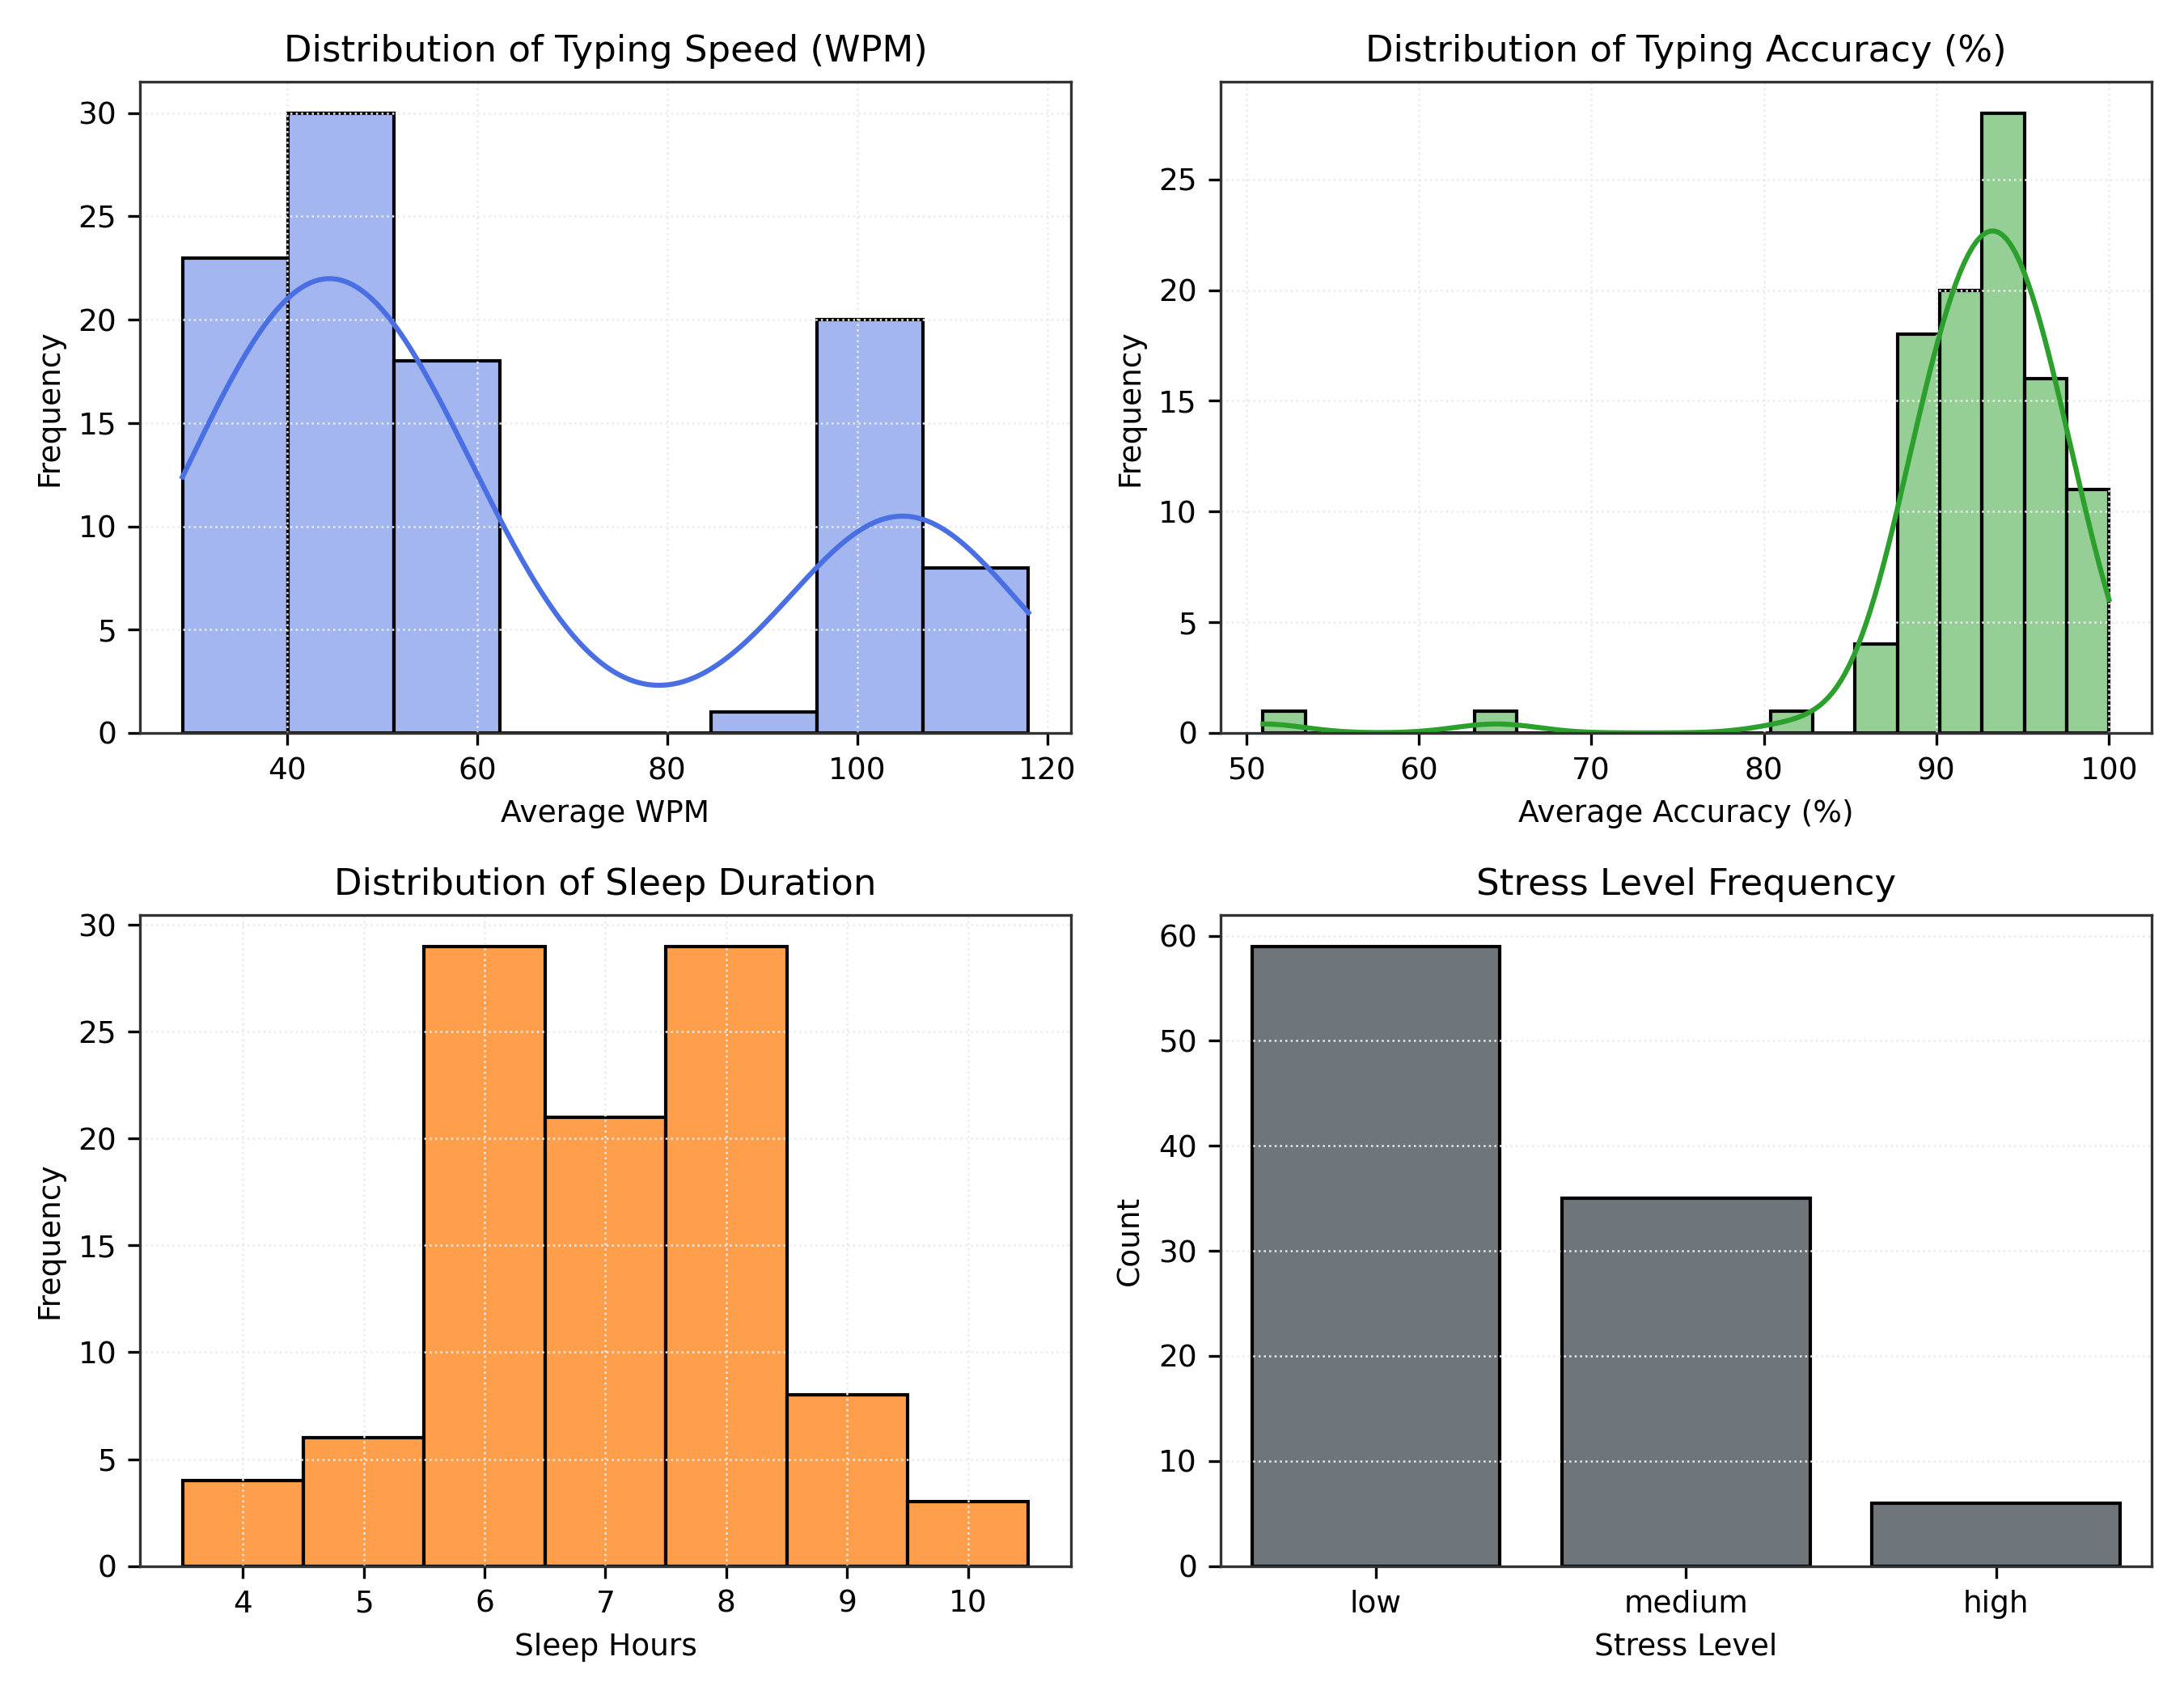 Distribution of Typing Speed (WPM)
30
25
20
15
10
5
0
Frequency
40 60 80 100 120
Average WPM
Distribution of Typing Accuracy (%)
25
20
15
10
5
0
Frequency
50 60 70 80 90 100
Average Accuracy (%)
Distribution of Sleep Duration
30
25
20
15
10
5
0
Frequency
4 5 6 7 8 9 10
Sleep Hours
Stress Level Frequency
60
50
40
30
20
10
0
Count
low medium high
Stress Level